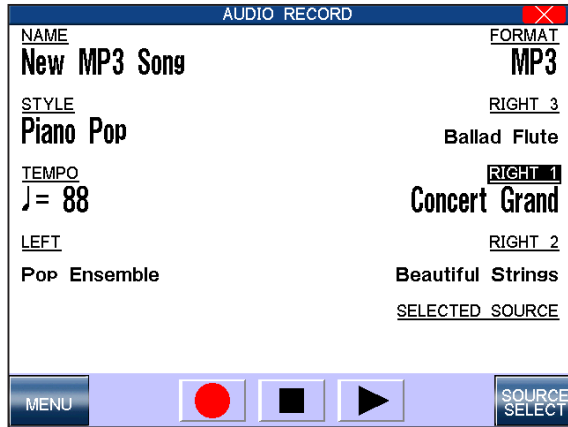 AUDIO RECORD
NAME
FORMAT
New MP3 Song
MP3
STYLE
RIGHT 3
Piano Pop
Ballad Flute
TEMPO
RIGHT 1
♩= 88
Concert Grand
LEFT
RIGHT 2
Pop Ensemble
Beautiful Strings
SELECTED SOURCE
MENU
SOURCE
SELECT